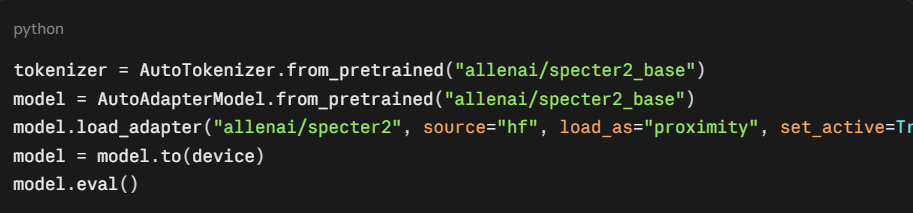 python
tokenizer = AutoTokenizer.from_pretrained("allenai/specter2_base")
model = AutoAdapterModel.from_pretrained("allenai/specter2_base")
model.load_adapter("allenai/specter2", source="hf", load_as="proximity", set_active=Tr
model = model.to(device)
model.eval()